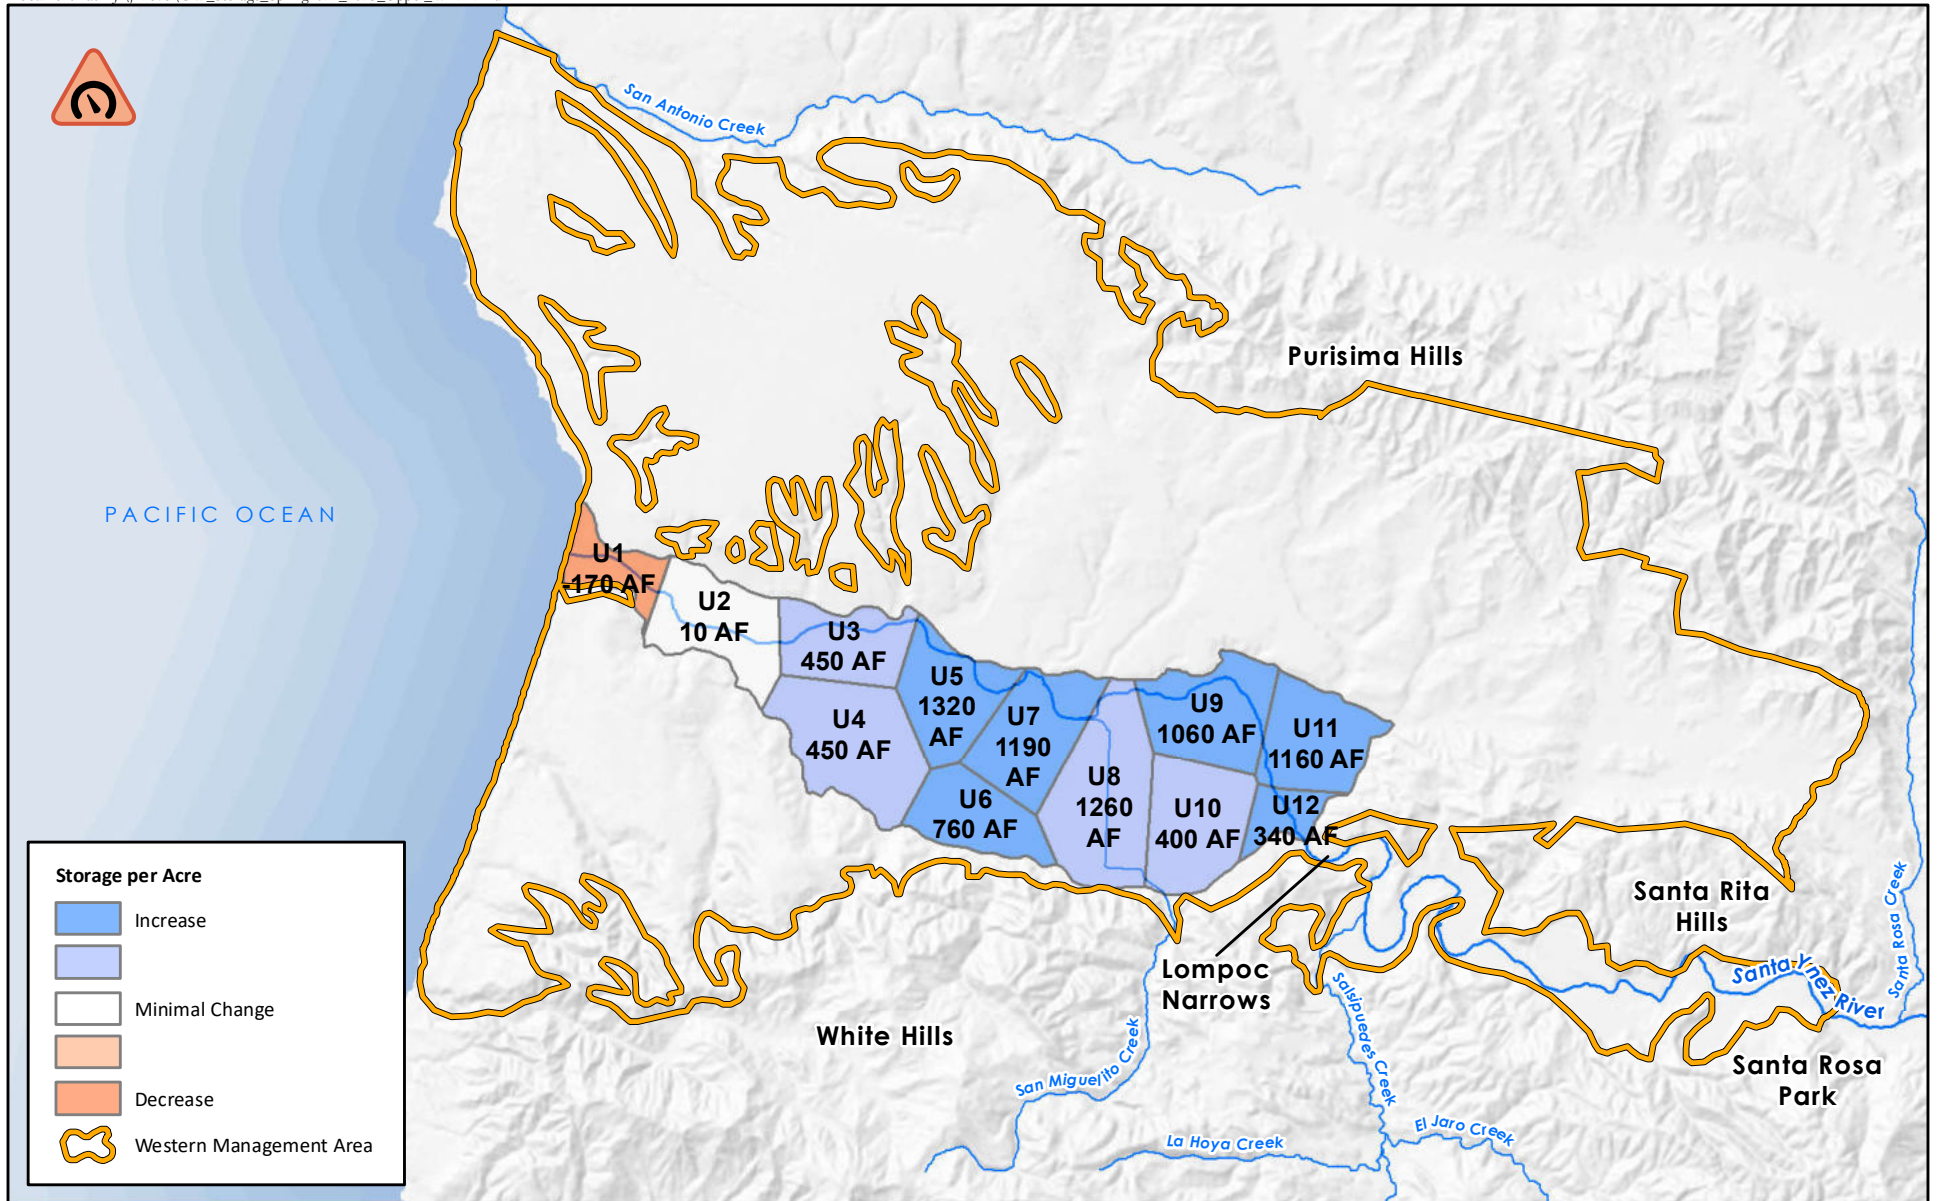 San Antonio Creek
Purisima Hills
PACIFIC OCEAN
U1
-170 AF
U2
10 AF
U3
450 AF
U4
450 AF
U5
1320
AF
U6
760 AF
U7
1190
AF
U8
1260
AF
U9
1060 AF
U10
400 AF
U11
1160 AF
U12
340 AF
Santa Rita
Hills
Santa Rosa Creek
Santa Ynez River
Lompoc
Narrows
Salsipuedes Creek
White Hills
San Miguelito Creek
Santa Rosa
Park
El Jaro Creek
La Hoya Creek
Storage per Acre
Increase
Minimal Change
Decrease
Western Management Area